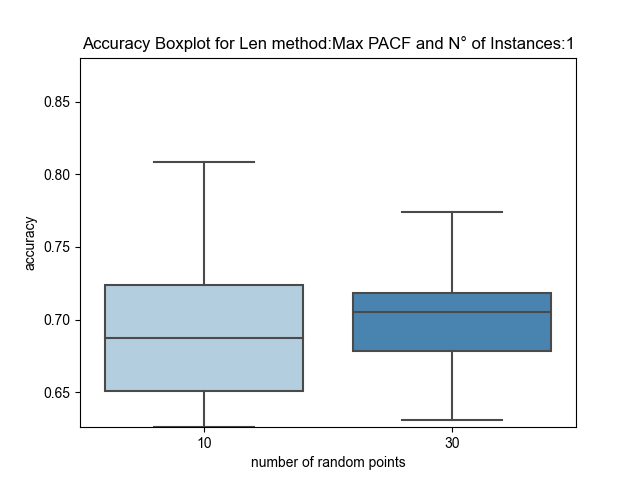 Accuracy Boxplot for Len method:Max PACF and N° of Instances:1
0.85
0.80
0.75
0.70
0.65
accuracy
10
30
number of random points